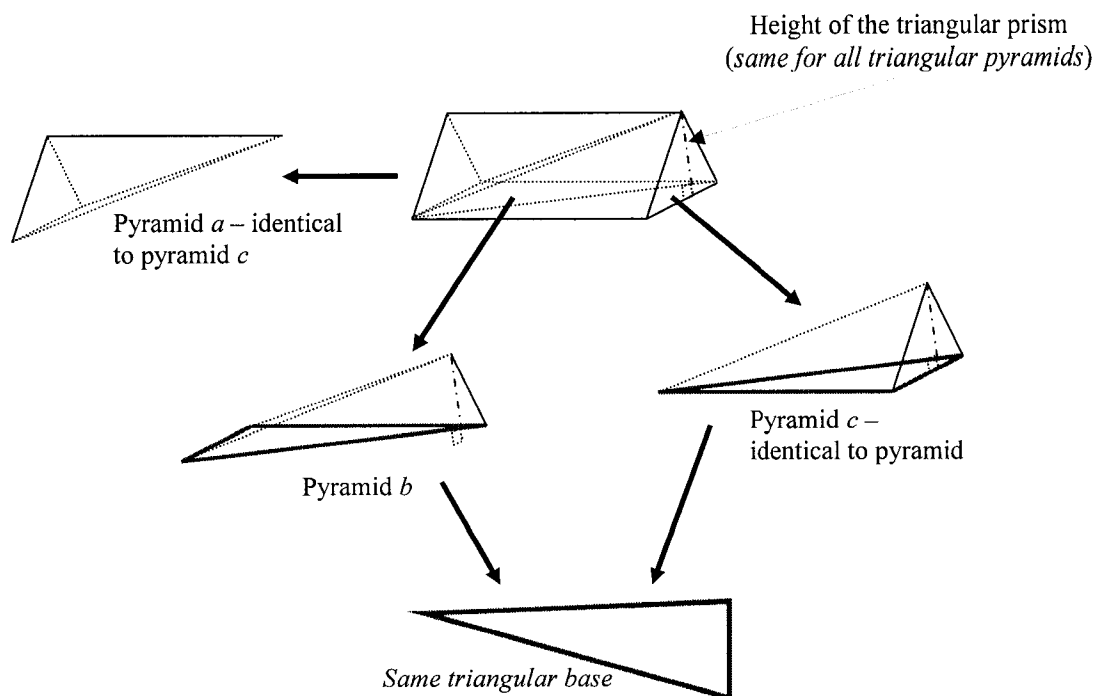 Height of the triangular prism
(same for all triangular pyramids)
Pyramid a – identical
to pyramid c
Pyramid c –
identical to pyramid
Pyramid b
Same triangular base